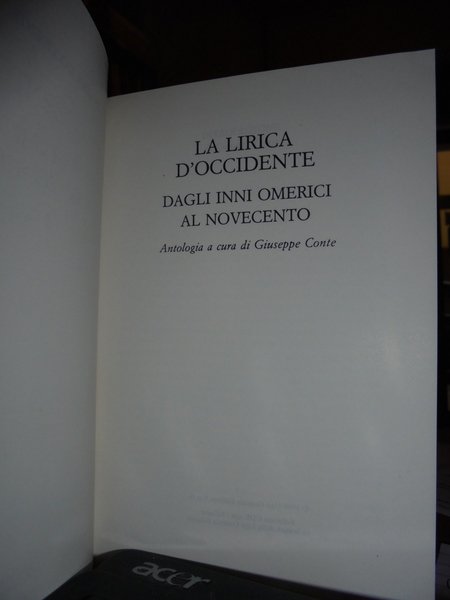 LA LIRICA
D'OCCIDENTE
DAGLI INNI OMERICI
AL NOVECENTO
Antologia a cura di Giuseppe Conte
acer